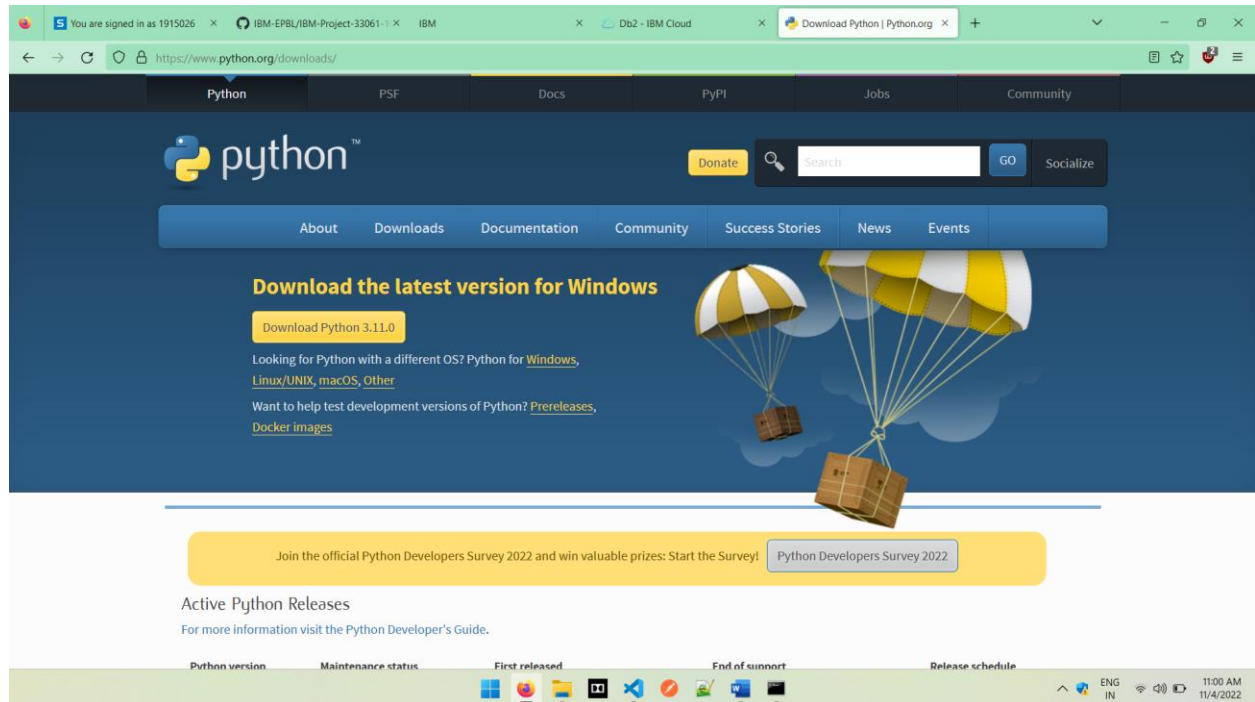 You are signed in as 1915026
IBM-EPBL/IBM-Project-33061-1
IBM
Db2 - IBM Cloud
Download Python | Python.org
https://www.python.org/downloads/
2
Python PSF Docs PyPI Jobs Community
python™
Donate Search GO Socialize
About Downloads Documentation Community Success Stories News Events
Download the latest version for Windows
Download Python 3.11.0
Looking for Python with a different OS? Python for Windows,
Linux/UNIX, macOS, Other
Want to help test development versions of Python? Prereleases,
Docker images
Join the official Python Developers Survey 2022 and win valuable prizes: Start the Survey! Python Developers Survey 2022
Active Python Releases
For more information visit the Python Developer's Guide.
Python version Maintenance status First released End of support Release schedule
ENG
IN
11:00 AM
11/4/2022